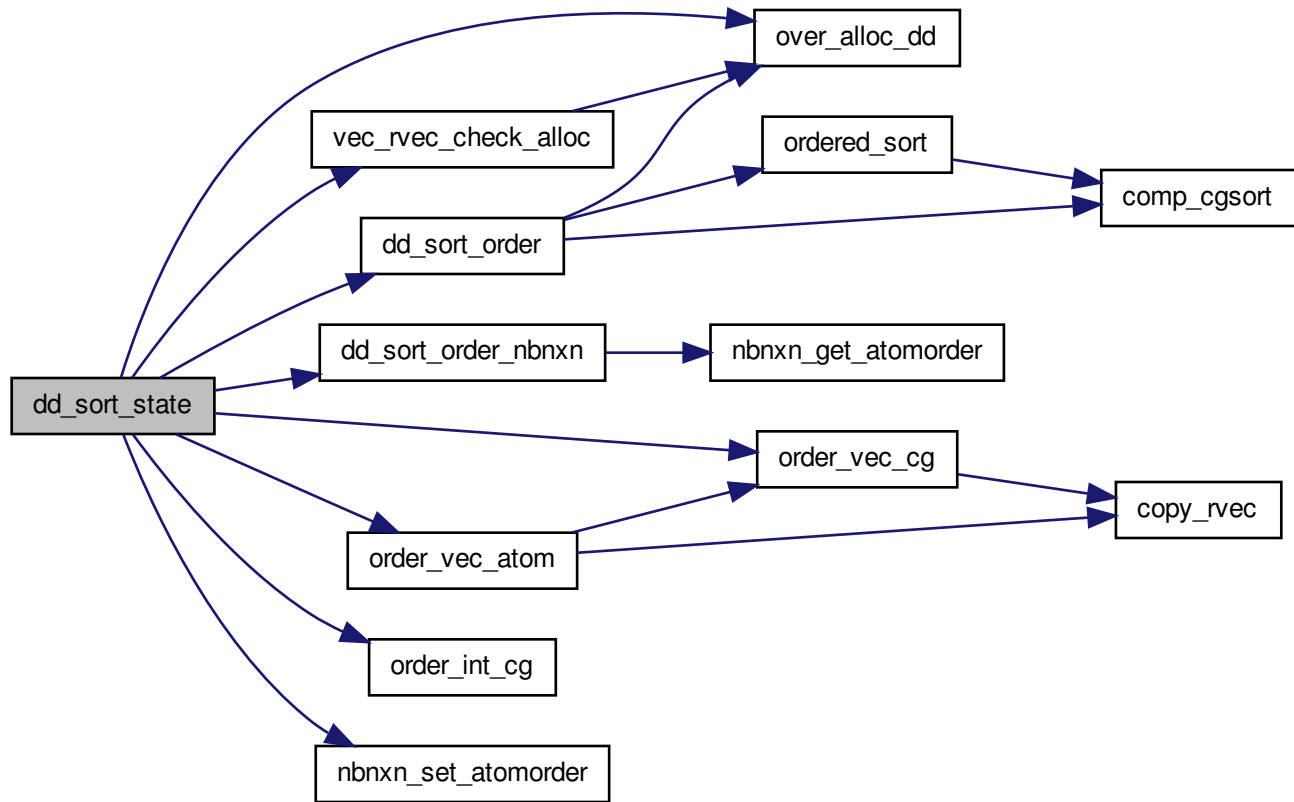 over_alloc_dd
vec_rvec_check_alloc
ordered_sort
comp_cgsort
dd_sort_order
dd_sort_order_nbnxn
nbnxn_get_atomorder
dd_sort_state
order_vec_cg
copy_rvec
order_vec_atom
order_int_cg
nbnxn_set_atomorder